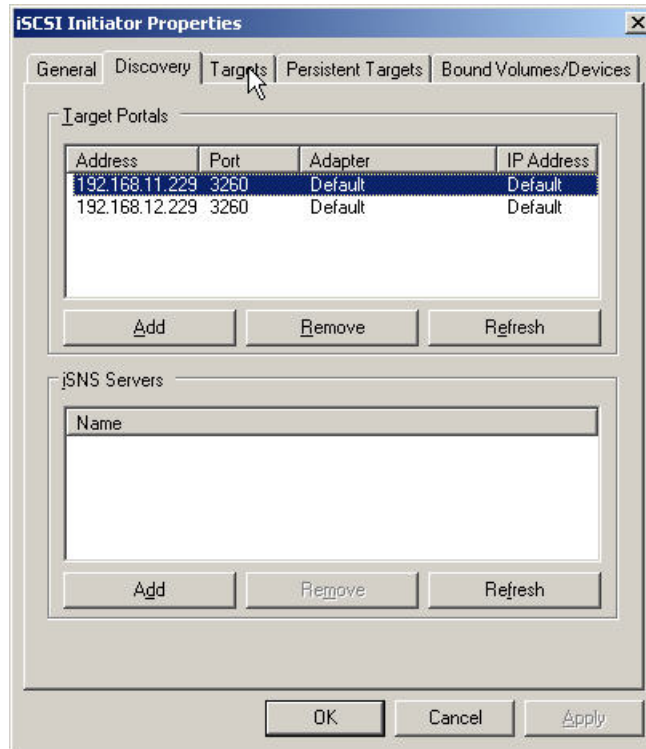 iSCSI Initiator Properties
General Discovery Targets Persistent Targets Bound Volumes/Devices
Target Portals
Address Port Adapter IP Address
192.168.11.229 3260 Default Default
192.168.12.229 3260 Default Default
Add Remove Refresh
iSNS Servers
Name
Add Remove Refresh
OK Cancel Apply